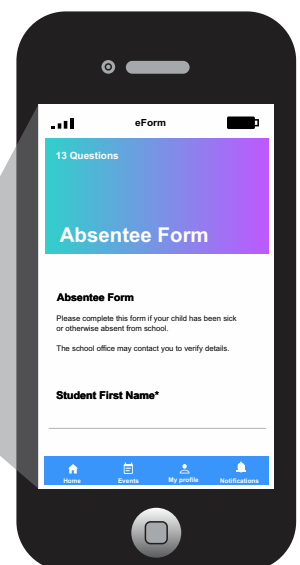 eForm
13 Questions
Absentee Form
Absentee Form
Please complete this form if your child has been sick
or otherwise absent from school.
The school office may contact you to verify details.
Student First Name*
Home Events My profile Notifications